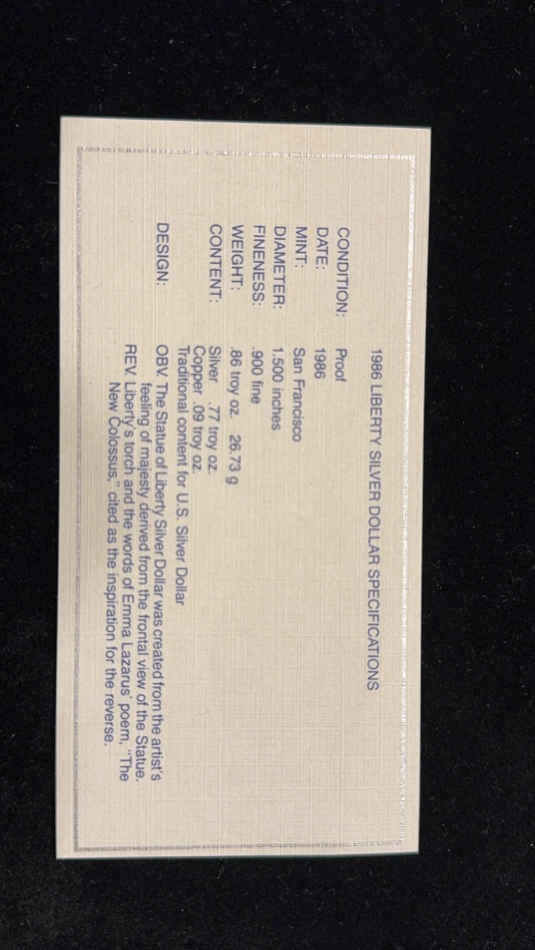 1986 LIBERTY SILVER DOLLAR SPECIFICATIONS
CONDITION: Proof
DATE: 1986
MINT: San Francisco
DIAMETER: 1.500 inches
FINENESS: .900 fine
WEIGHT: .86 troy oz. 26.73 g
CONTENT: Silver .77 troy oz.
Copper .09 troy oz.
Traditional content for U.S. Silver Dollar
DESIGN: OBV. The Statue of Liberty Silver Dollar was created from the artist's
feeling of majesty derived from the frontal view of the Statue.
REV. Liberty's torch and the words of Emma Lazarus' poem, "The
New Colossus," cited as the inspiration for the reverse.